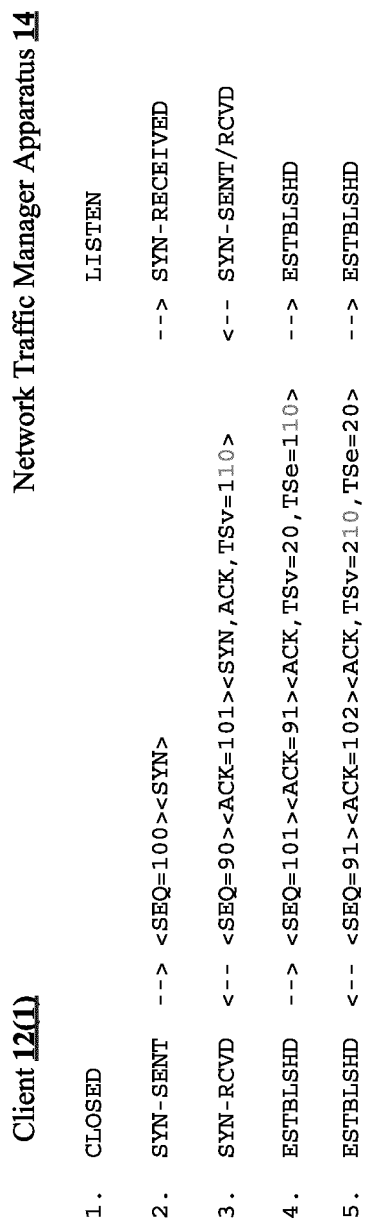 Client 12(1) Network Traffic Manager Apparatus 14
1. CLOSED LISTEN
2. SYN-SENT --> <SEQ=100><SYN> --> SYN-RECEIVED
3. SYN-RCVD <-- <SEQ=90><ACK=101><SYN,ACK,TSv=110> <-- SYN-SENT/RCVD
4. ESTBLSHD --> <SEQ=101><ACK=91><ACK,TSv=20,TSe=110> --> ESTBLSHD
5. ESTBLSHD <-- <SEQ=91><ACK=102><ACK,TSv=210,TSe=20> --> ESTBLSHD